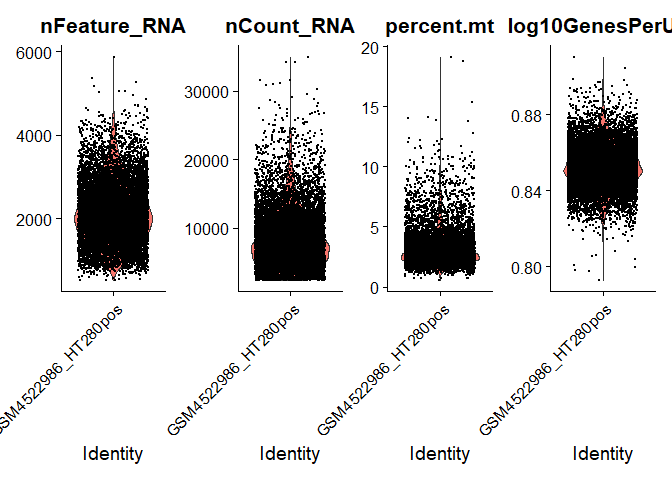 nFeature_RNA
nCount_RNA
percent.mt
log10GenesPerU
6000
4000
2000
30000
20000
10000
0
20
15
10
5
0
0.88
0.84
0.80
GSM4522986_HT280pos
GSM4522986_HT280pos
GSM4522986_HT280pos
GSM4522986_HT280pos
Identity
Identity
Identity
Identity